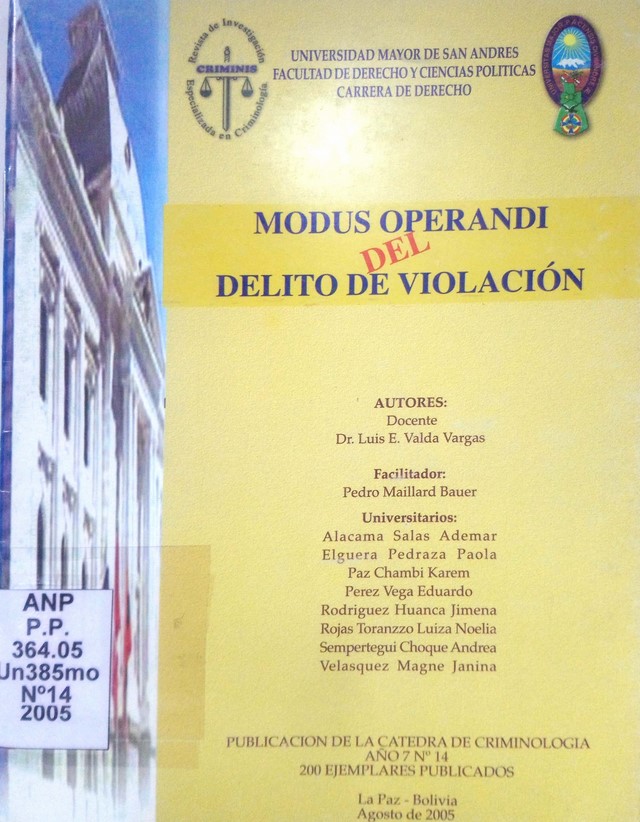 Revista de Investigación
CRIMINIS
Especializada en Criminología
UNIVERSIDAD MAYOR DE SAN ANDRES
FACULTAD DE DERECHO Y CIENCIAS POLITICAS
CARRERA DE DERECHO
MODUS OPERANDI
DEL
DELITO DE VIOLACIÓN
AUTORES:
Docente
Dr. Luis E. Valda Vargas
Facilitador:
Pedro Maillard Bauer
Universitarios:
Alacama Salas Ademar
Elguera Pedraza Paola
Paz Chambi Karem
Perez Vega Eduardo
Rodriguez Huanca Jimena
Rojas Toranzzo Luiza Noelia
Sempertegui Choque Andrea
Velasquez Magne Janina
ANP
P.P.
364.05
Un385mo
Nº14
2005
PUBLICACION DE LA CATEDRA DE CRIMINOLOGIA
AÑO 7 Nº 14
200 EJEMPLARES PUBLICADOS
La Paz - Bolivia
Agosto de 2005